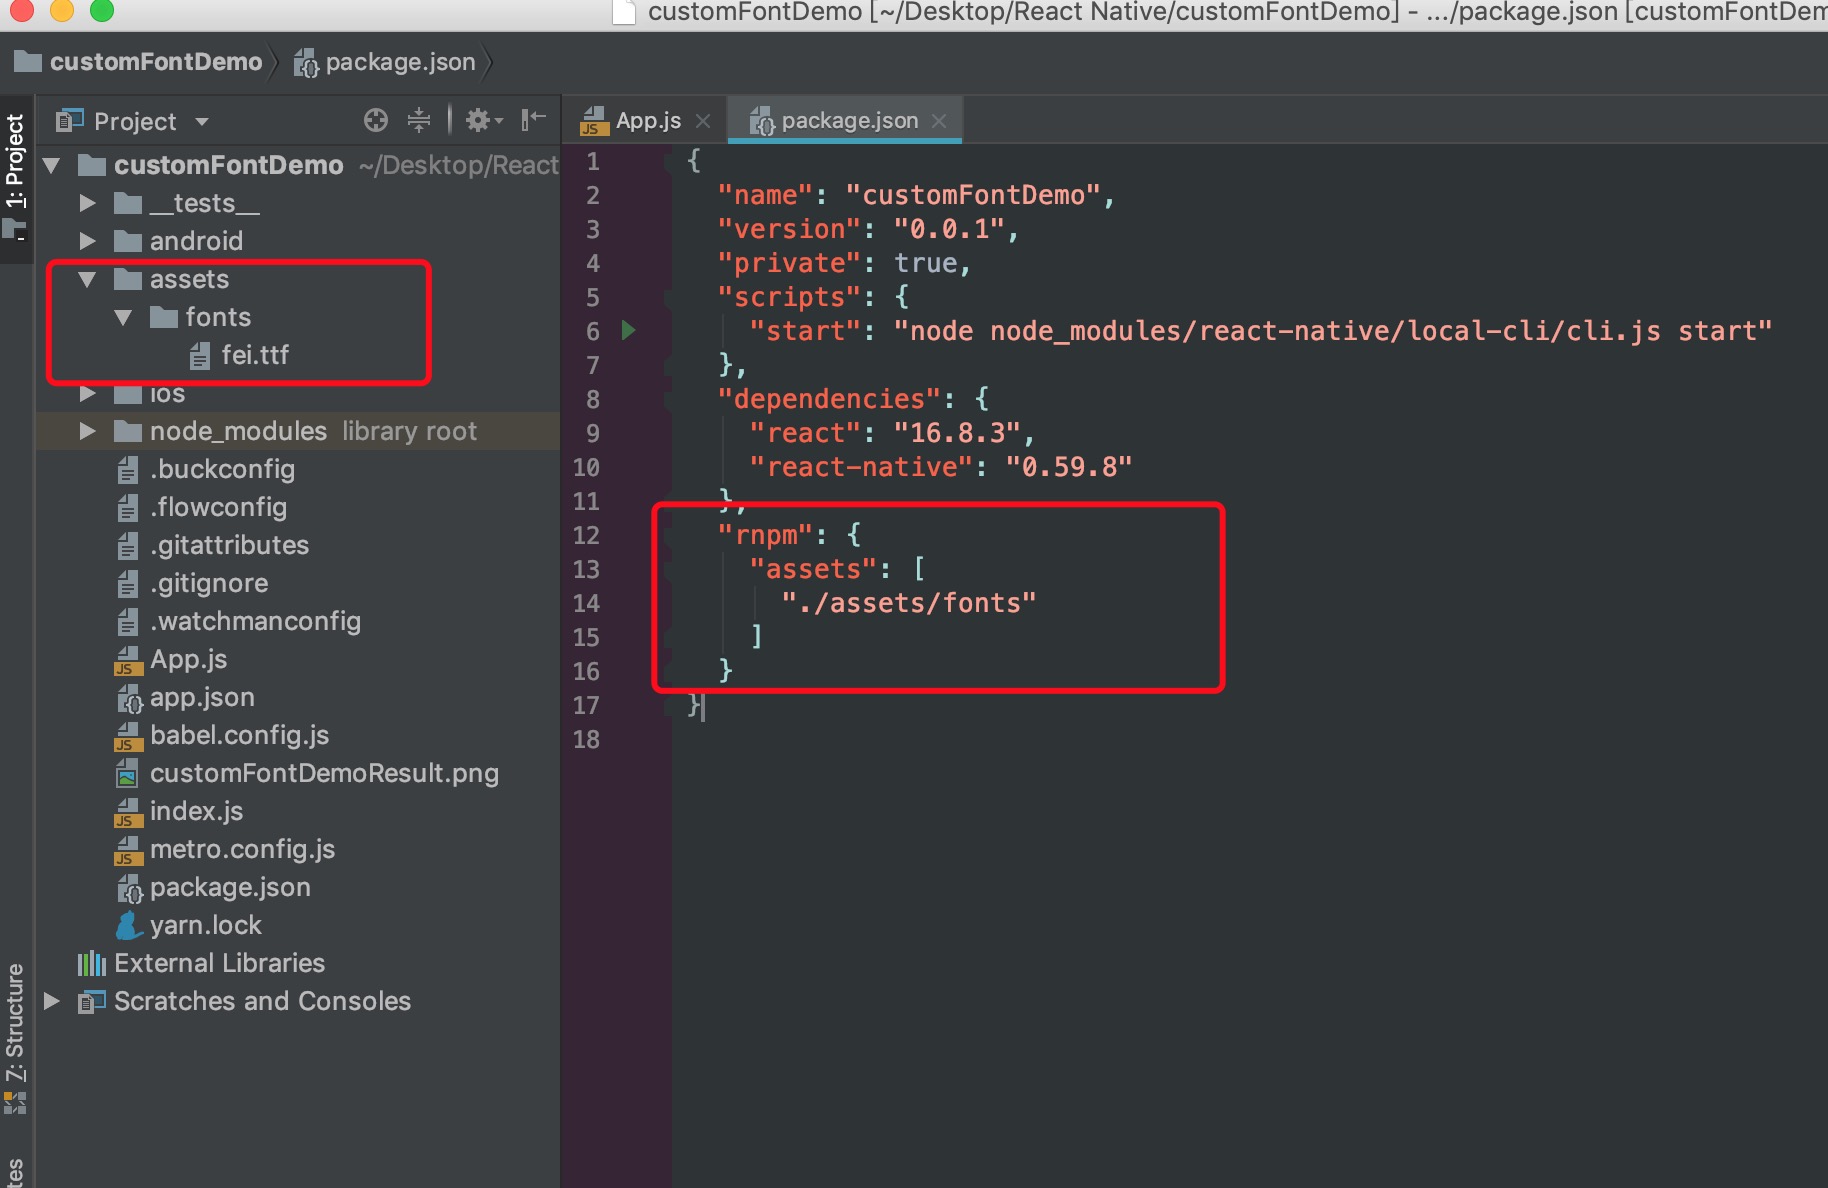 customFontDemo [~/Desktop/React Native/customFontDemo] - .../package.json [customFontDem
customFontDemo
package.json
1: Project
Project
customFontDemo ~/Desktop/React
__tests__
android
assets
fonts
fei.ttf
ios
node_modules library root
.buckconfig
.flowconfig
.gitattributes
.gitignore
.watchmanconfig
App.js
app.json
babel.config.js
customFontDemoResult.png
index.js
metro.config.js
package.json
yarn.lock
External Libraries
Scratches and Consoles
Z: Structure
tes
App.js
package.json
1 {
2 "name": "customFontDemo",
3 "version": "0.0.1",
4 "private": true,
5 "scripts": {
6 "start": "node node_modules/react-native/local-cli/cli.js start"
7 },
8 "dependencies": {
9 "react": "16.8.3",
10 "react-native": "0.59.8"
11 },
12 "rnpm": {
13 "assets": [
14 "./assets/fonts"
15 ]
16 }
17 }
18